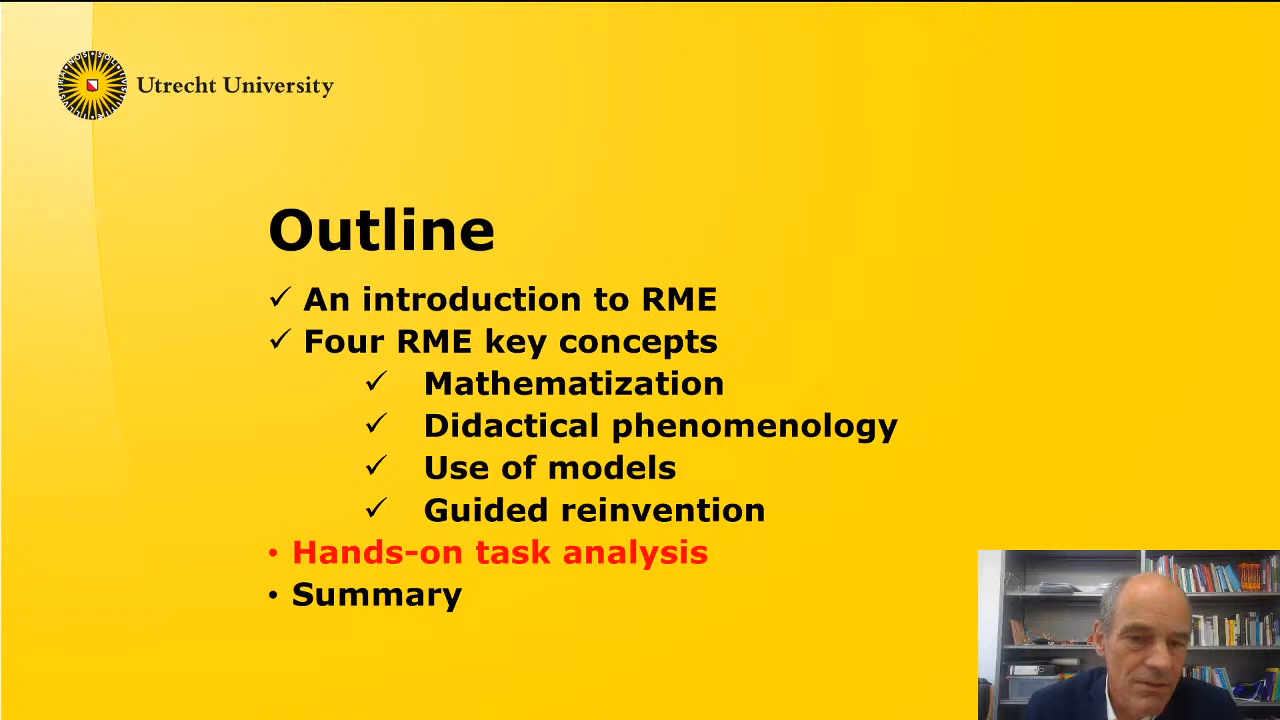 Utrecht University
Outline
✓ An introduction to RME
✓ Four RME key concepts
✓ Mathematization
✓ Didactical phenomenology
✓ Use of models
✓ Guided reinvention
• Hands-on task analysis
• Summary